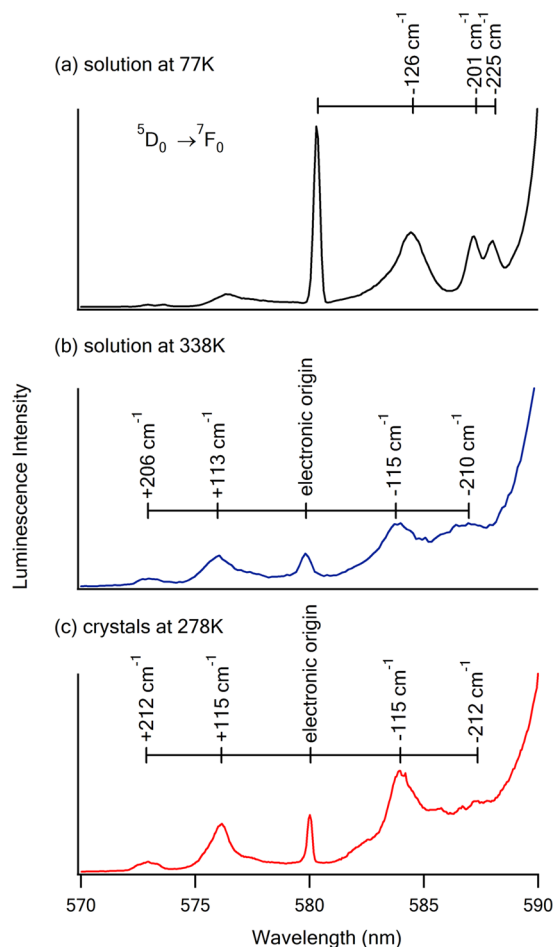 (a) solution at 77K
-126 cm⁻¹
-201 cm⁻¹
-225 cm⁻¹
⁵D₀ → ⁷F₀
(b) solution at 338K
+206 cm⁻¹
+113 cm⁻¹
electronic origin
-115 cm⁻¹
-210 cm⁻¹
Luminescence Intensity
(c) crystals at 278K
+212 cm⁻¹
+115 cm⁻¹
electronic origin
-115 cm⁻¹
-212 cm⁻¹
570 575 580 585 590
Wavelength (nm)